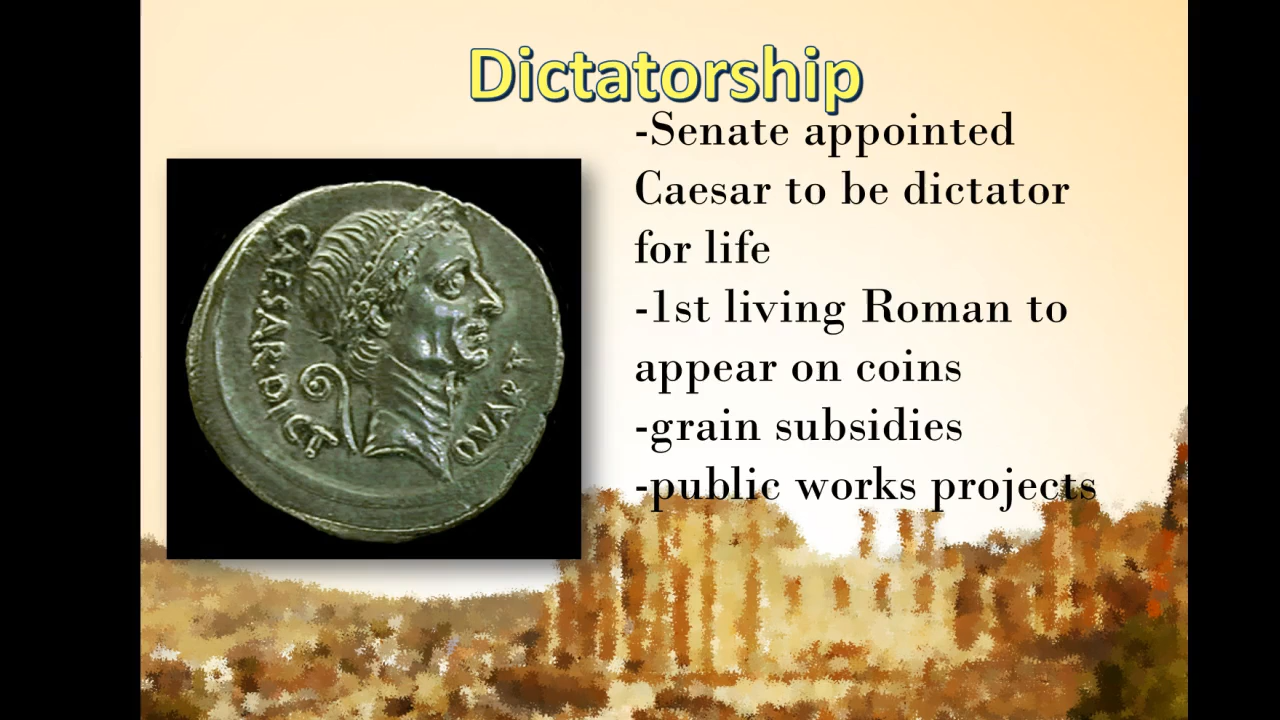 Dictatorship
-Senate appointed
Caesar to be dictator
for life
-1st living Roman to
appear on coins
-grain subsidies
-public works projects
CAESAR·DICT
QVART